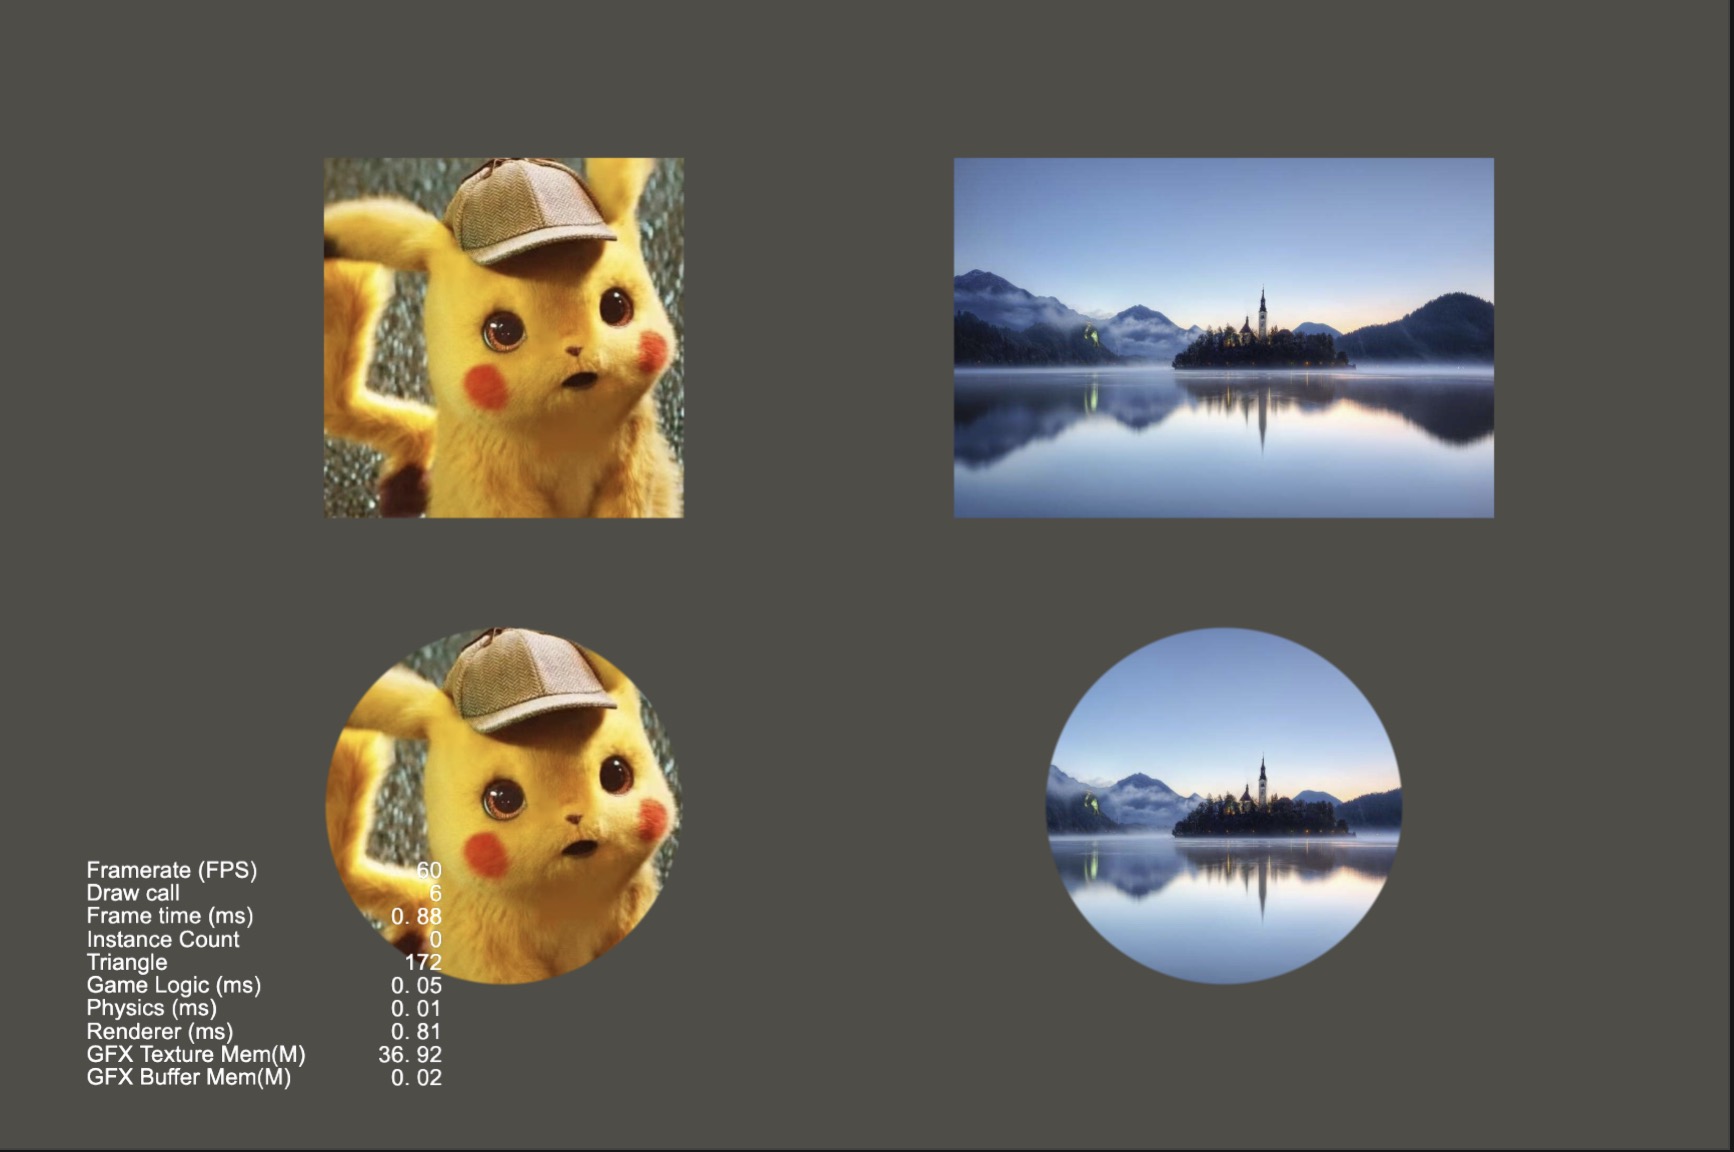 Framerate (FPS) 60
Draw call 6
Frame time (ms) 0. 88
Instance Count 0
Triangle 172
Game Logic (ms) 0. 05
Physics (ms) 0. 01
Renderer (ms) 0. 81
GFX Texture Mem(M) 36. 92
GFX Buffer Mem(M) 0. 02